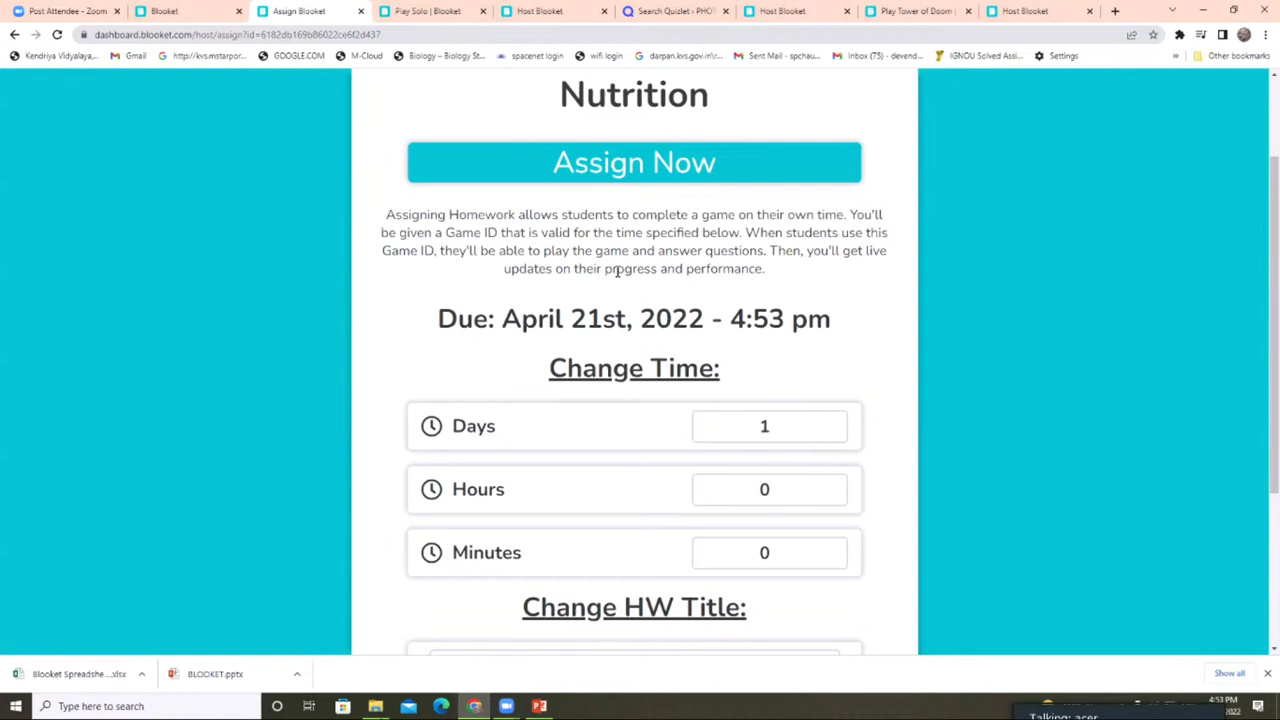 Post Attendee - Zoom
Blooket
Assign Blooket
Play Solo | Blooket
Host Blooket
Search Quizlet - PHO
Host Blooket
Play Tower of Doom |
Host Blooket
dashboard.blooket.com/host/assign?id=6182db169b86022ce6f2d437
Kendriya Vidyalaya,...
Gmail
http://kvs.mstarpor...
GOOGLE.COM
M-Cloud
Biology – Biology St...
spacenet login
wifi login
darpan.kvs.gov.in\r...
Sent Mail - spchau...
Inbox (75) - devend...
IGNOU Solved Assi...
Settings
»
Other bookmarks
Nutrition
Assign Now
Assigning Homework allows students to complete a game on their own time. You'll
be given a Game ID that is valid for the time specified below. When students use this
Game ID, they'll be able to play the game and answer questions. Then, you'll get live
updates on their progress and performance.
Due: April 21st, 2022 - 4:53 pm
Change Time:
Days 1
Hours 0
Minutes 0
Change HW Title:
Blooket Spreadshe....xlsx
BLOOKET.pptx
Show all
Type here to search
4:53 PM
2022
Talking: acer